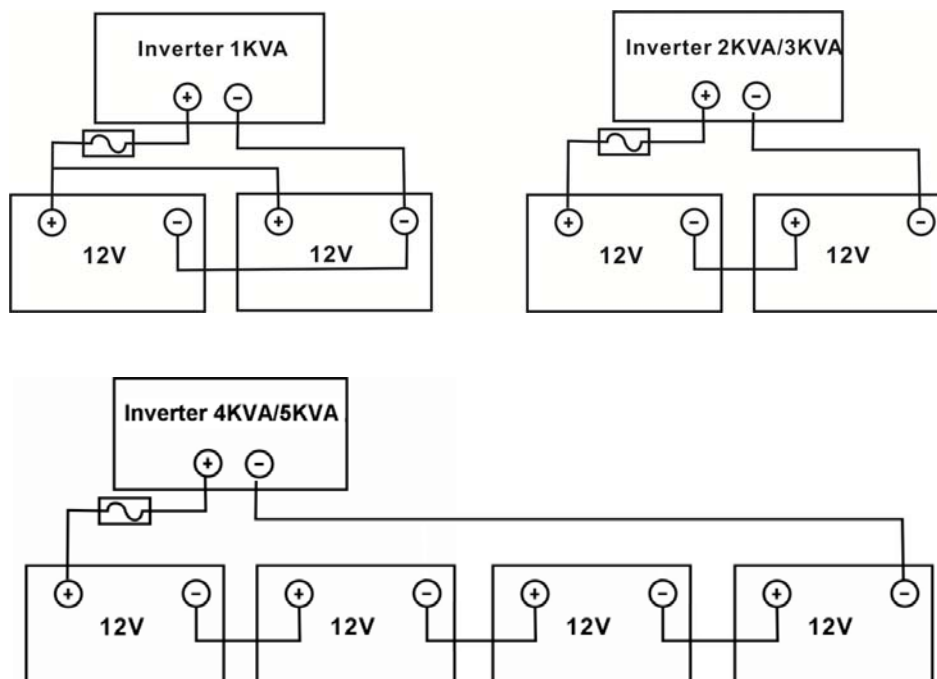 Inverter 1KVA
+ −
+ − + −
12V 12V
Inverter 2KVA/3KVA
+ −
+ − + −
12V 12V
Inverter 4KVA/5KVA
+ −
+ − + − + − + −
12V 12V 12V 12V